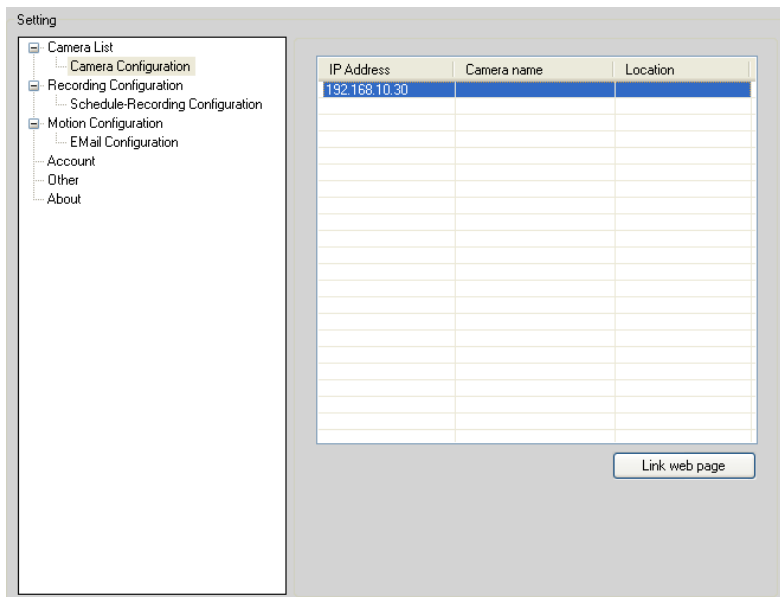 Setting
Camera List
Camera Configuration
Recording Configuration
Schedule-Recording Configuration
Motion Configuration
EMail Configuration
Account
Other
About
IP Address Camera name Location
192.168.10.30
Link web page